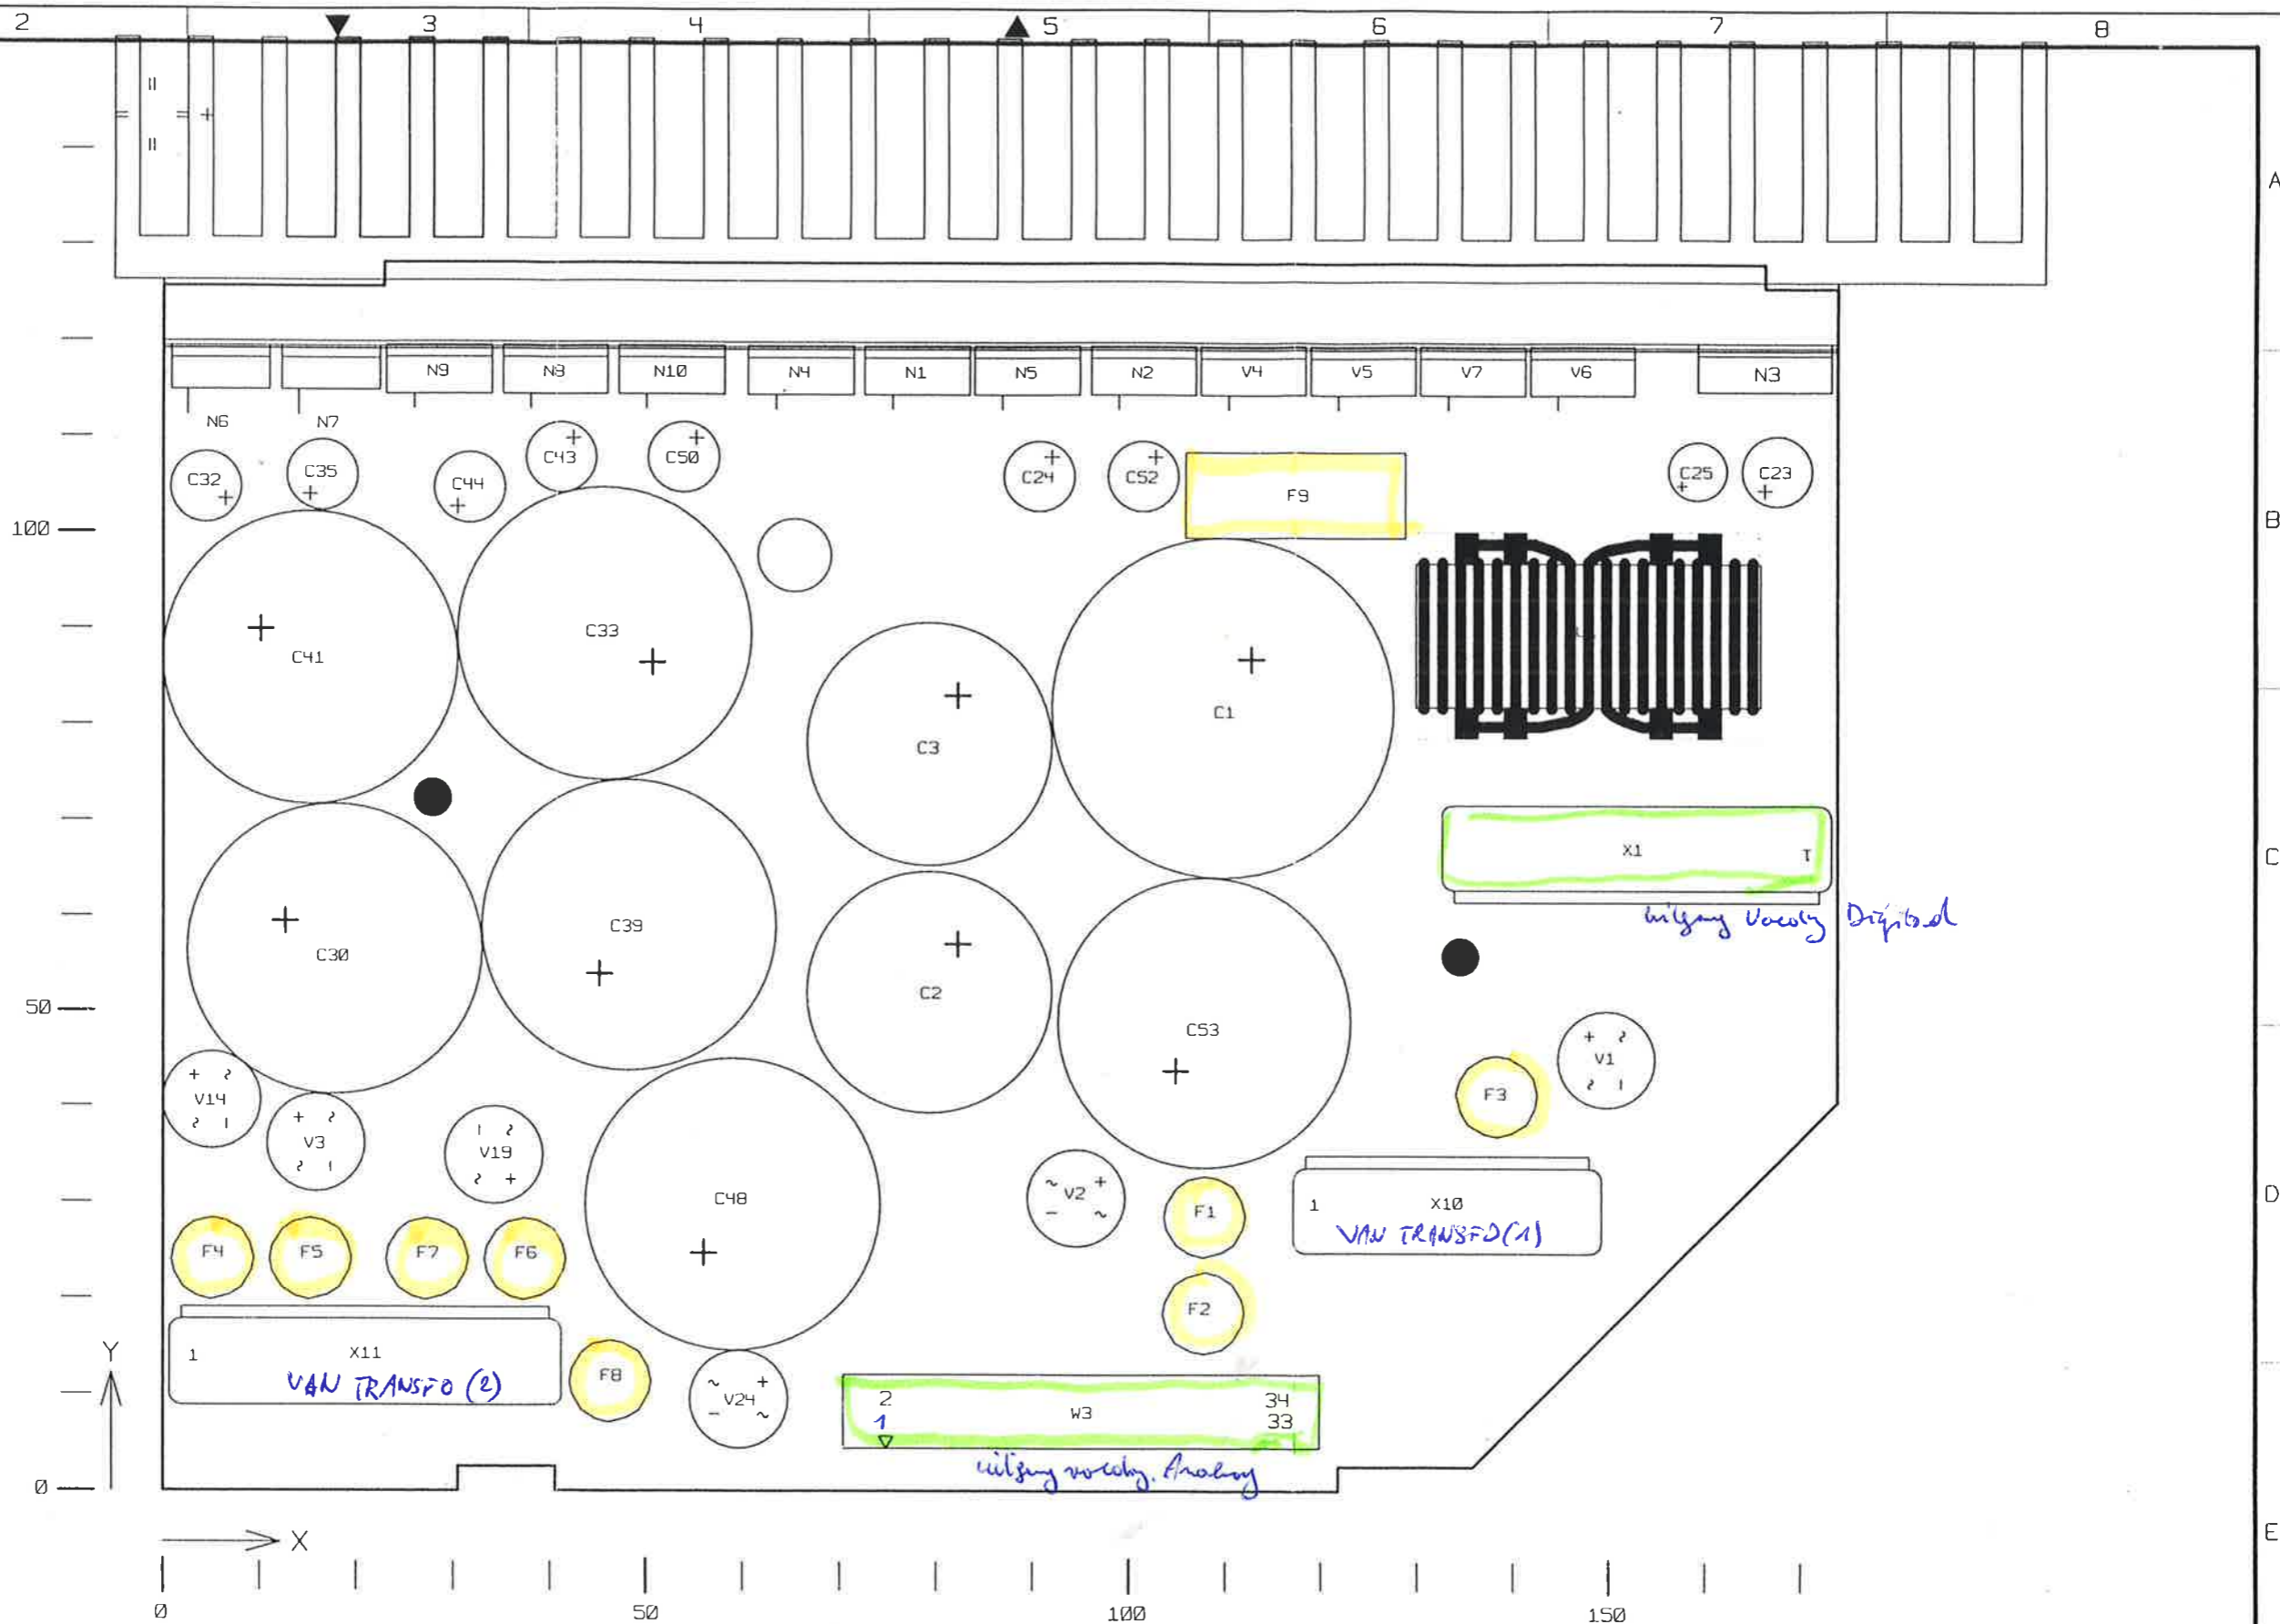 2 3 4 5 6 7 8
A
N9 N8 N10 N4 N1 N5 N2 V4 V5 V7 V6 N3
N6 N7
C32 C35 C44 C43 C50 C24 C52 F9 C25 C23
100
B
C41 C33 C3 C1
X1 1
C
Digitaal
C30 C39 C2 C53
50
V14 V3 V19 F3 V1
C48 V2 F1 1 X10
VAN TRANSFO (1)
D
F4 F5 F7 F6 F2
1 X11
VAN TRANSFO (2)
F8 V24
2 W3 34
1 33
Y
0
X
E
0 50 100 150